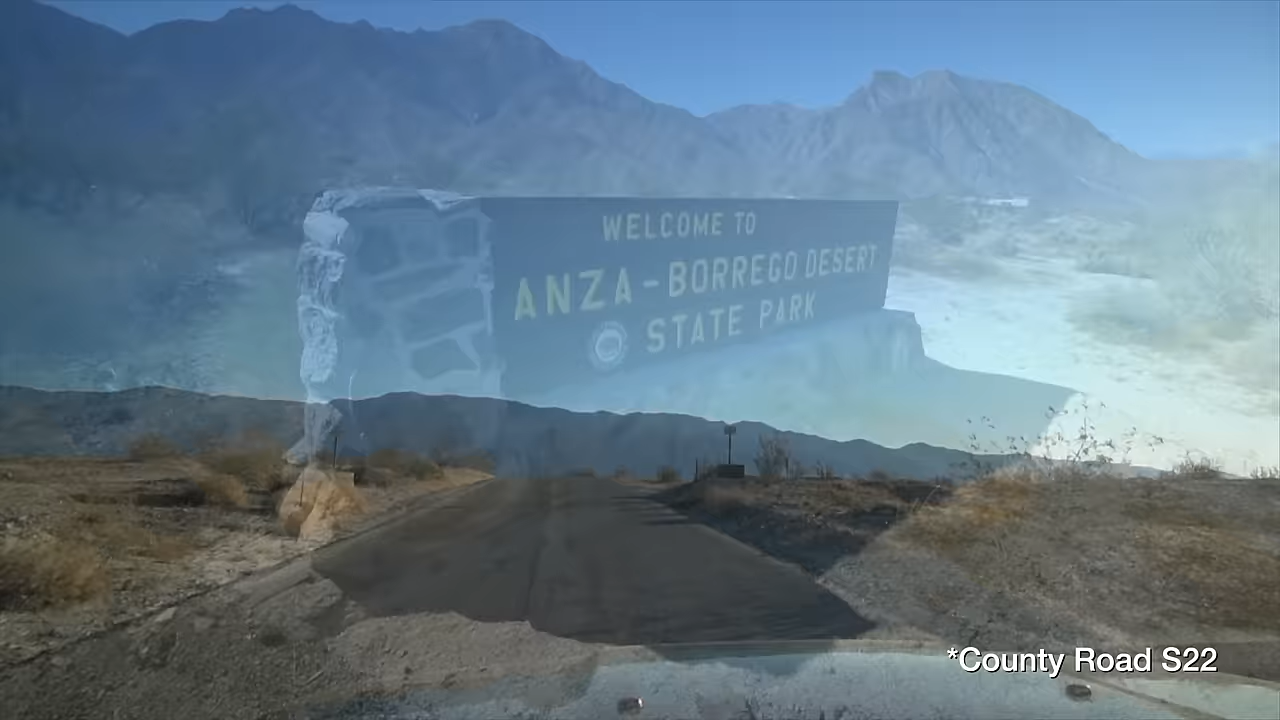 WELCOME TO
ANZA-BORREGO DESERT
STATE PARK
*County Road S22